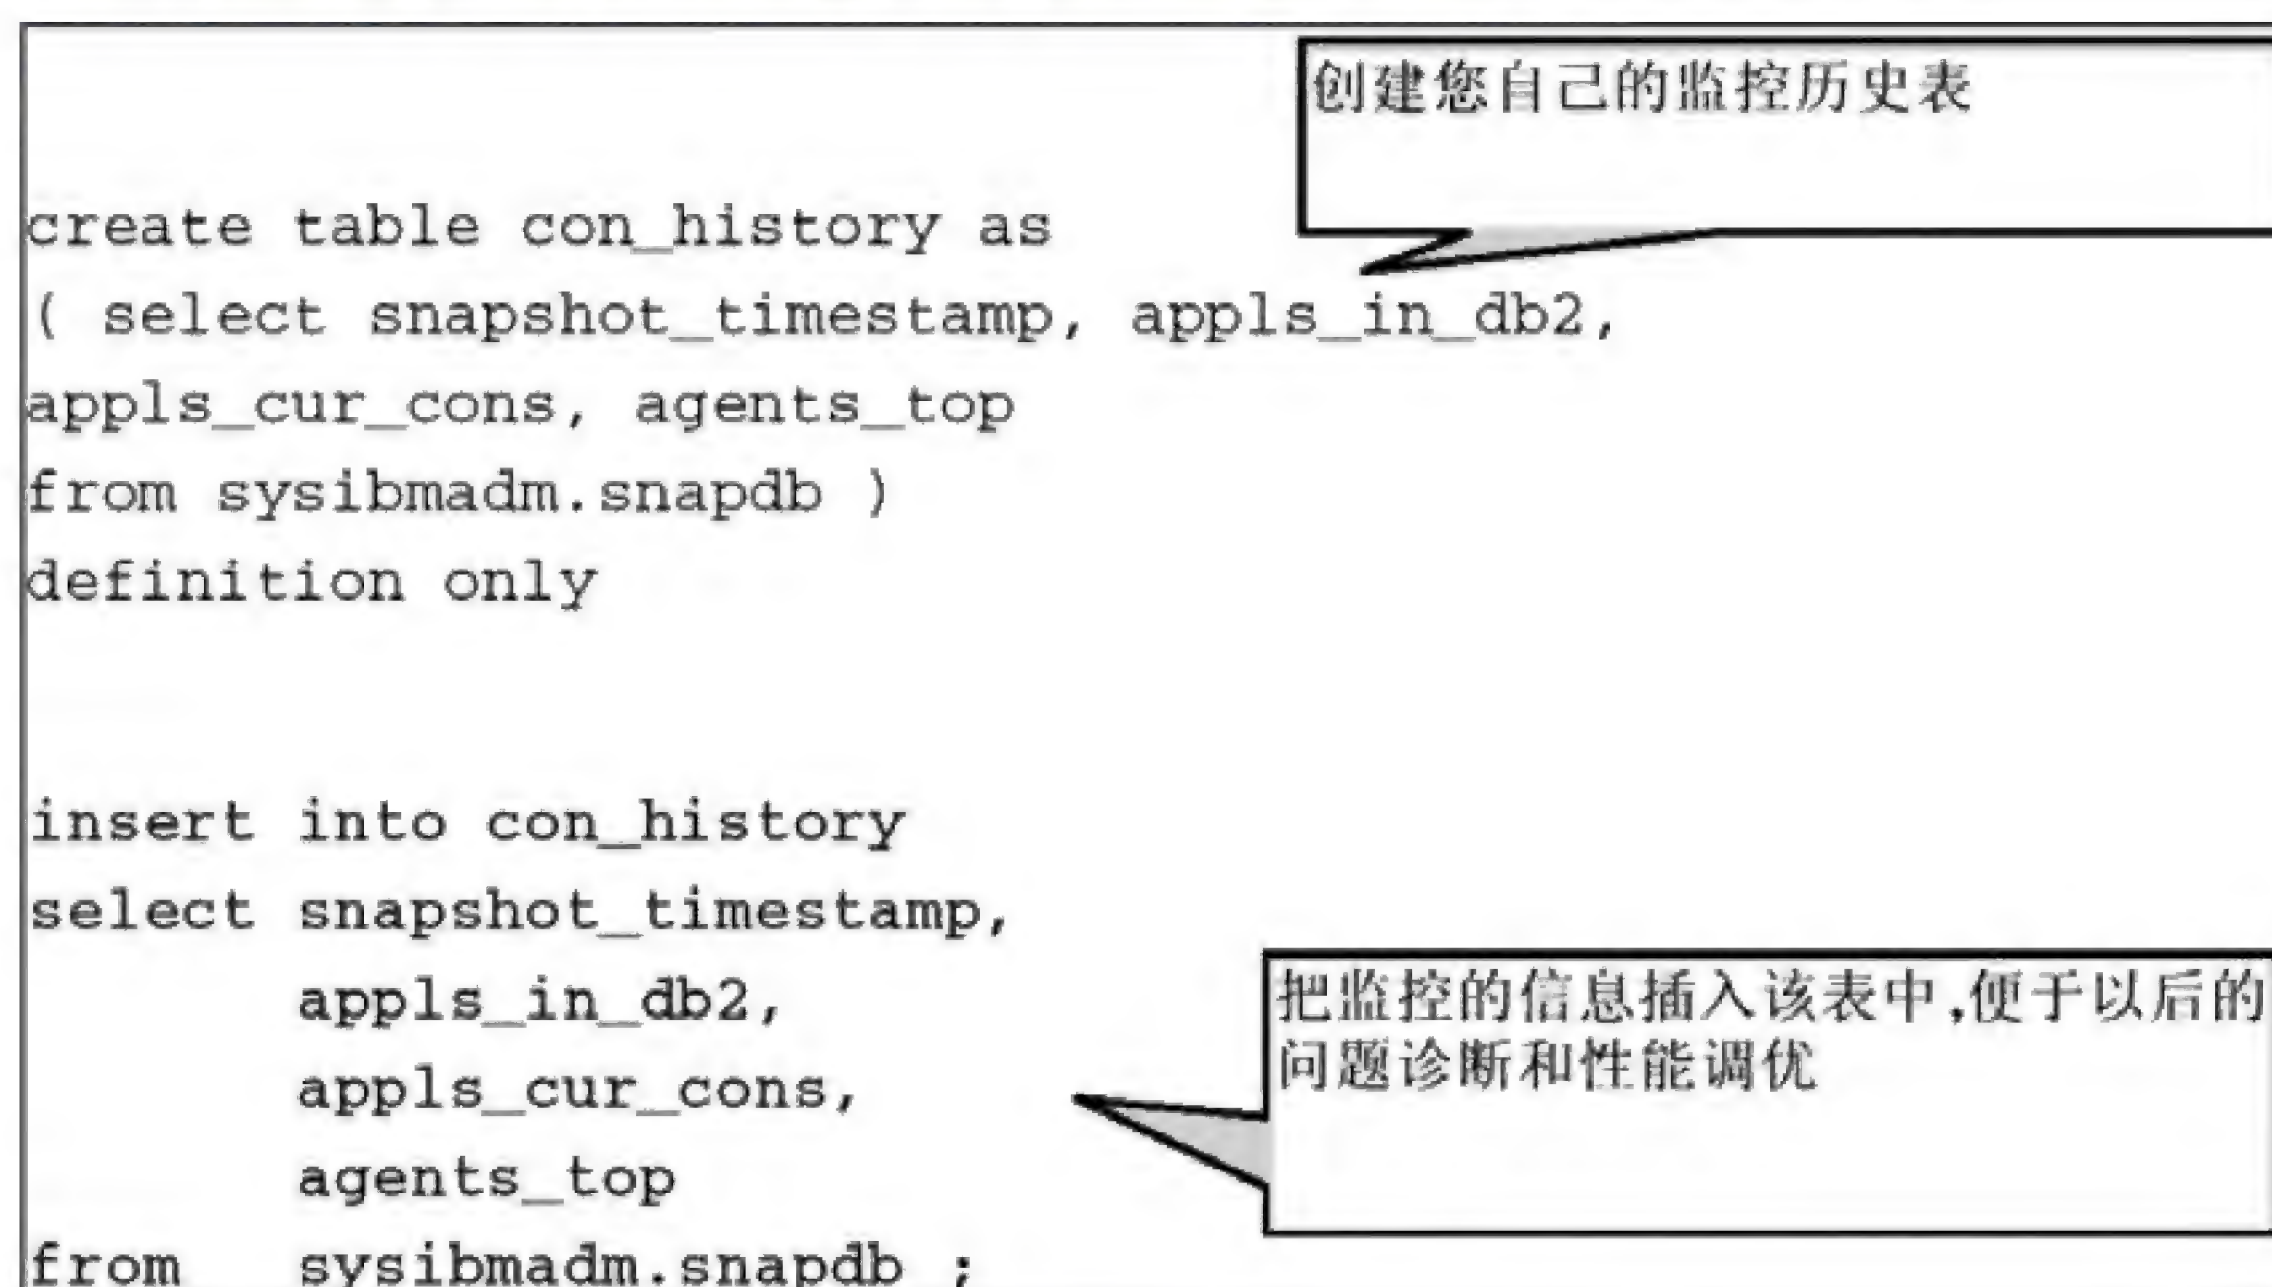 创建您自己的监控历史表
create table con_history as
( select snapshot_timestamp, appls_in_db2,
appls_cur_cons, agents_top
from sysibmadm.snapdb )
definition only
insert into con_history
select snapshot_timestamp,
appls_in_db2,
appls_cur_cons,
agents_top
from sysibmadm.snapdb ;
把监控的信息插入该表中,便于以后的
问题诊断和性能调优